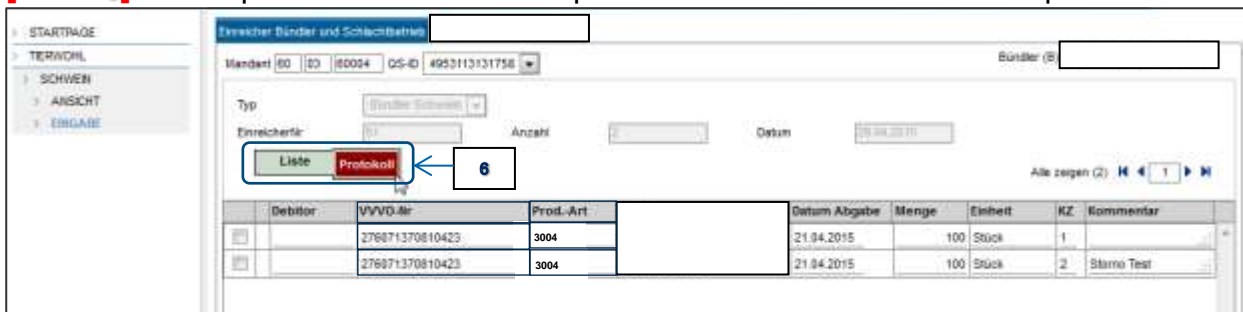 STARTPAGE
TIERWOHL
SCHWEIN
ANSICHT
EINGABE
Einreicher Bündler und Schlachtbetrieb
Mandant 60 03 60004 QS-ID 4953113131758
Bündler (B)
Typ Bündler Schwein
EinreicherNr Anzahl 2 Datum
Liste Protokoll 6
Alle zeigen (2) 1
Debitor VVVO-Nr Prod.-Art Datum Abgabe Menge Einheit KZ Kommentar
276071370810423 3004 21.04.2015 100 Stück 1
276071370810423 3004 21.04.2015 100 Stück 2 Storno Test